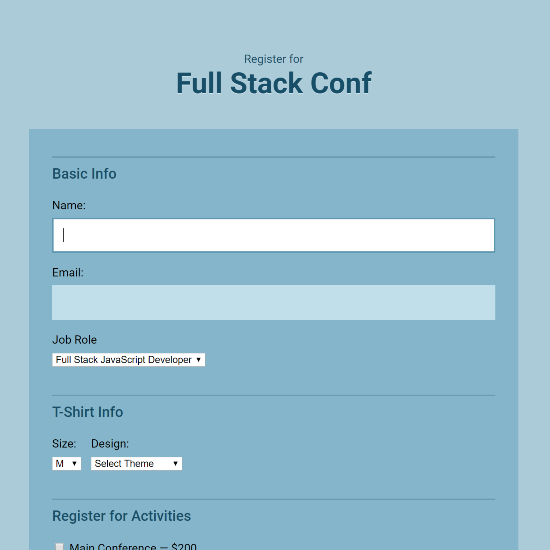 Register for
Full Stack Conf
Basic Info
Name:
Email:
Job Role
Full Stack JavaScript Developer
T-Shirt Info
Size: Design:
M Select Theme
Register for Activities
Main Conference — $200